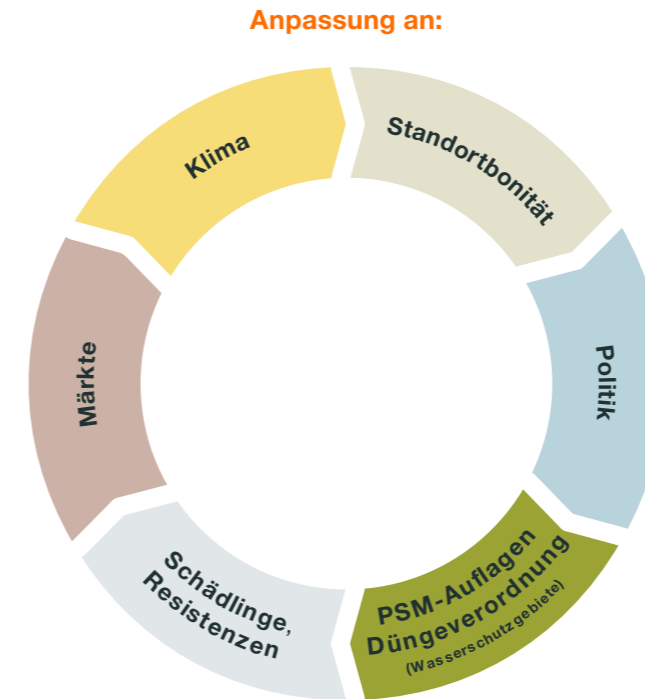 Anpassung an:
Klima
Standortbonität
Politik
PSM-Auflagen
Düngeverordnung
(Wasserschutzgebiete)
Schädlinge,
Resistenzen
Märkte